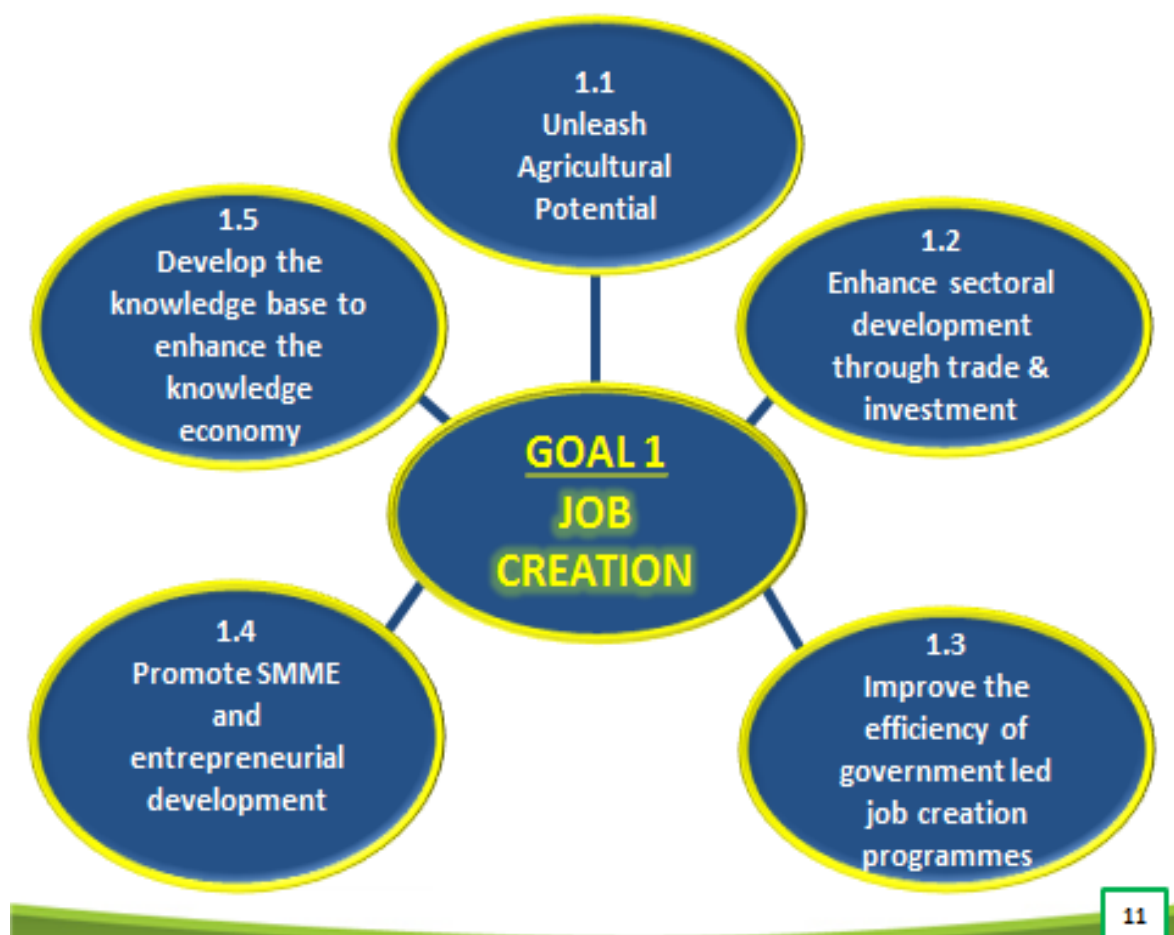 1.1
Unleash
Agricultural
Potential
1.2
Enhance sectoral
development
through trade &
investment
1.3
Improve the
efficiency of
government led
job creation
programmes
1.4
Promote SMME
and
entrepreneurial
development
1.5
Develop the
knowledge base to
enhance the
knowledge
economy
GOAL 1
JOB
CREATION
11